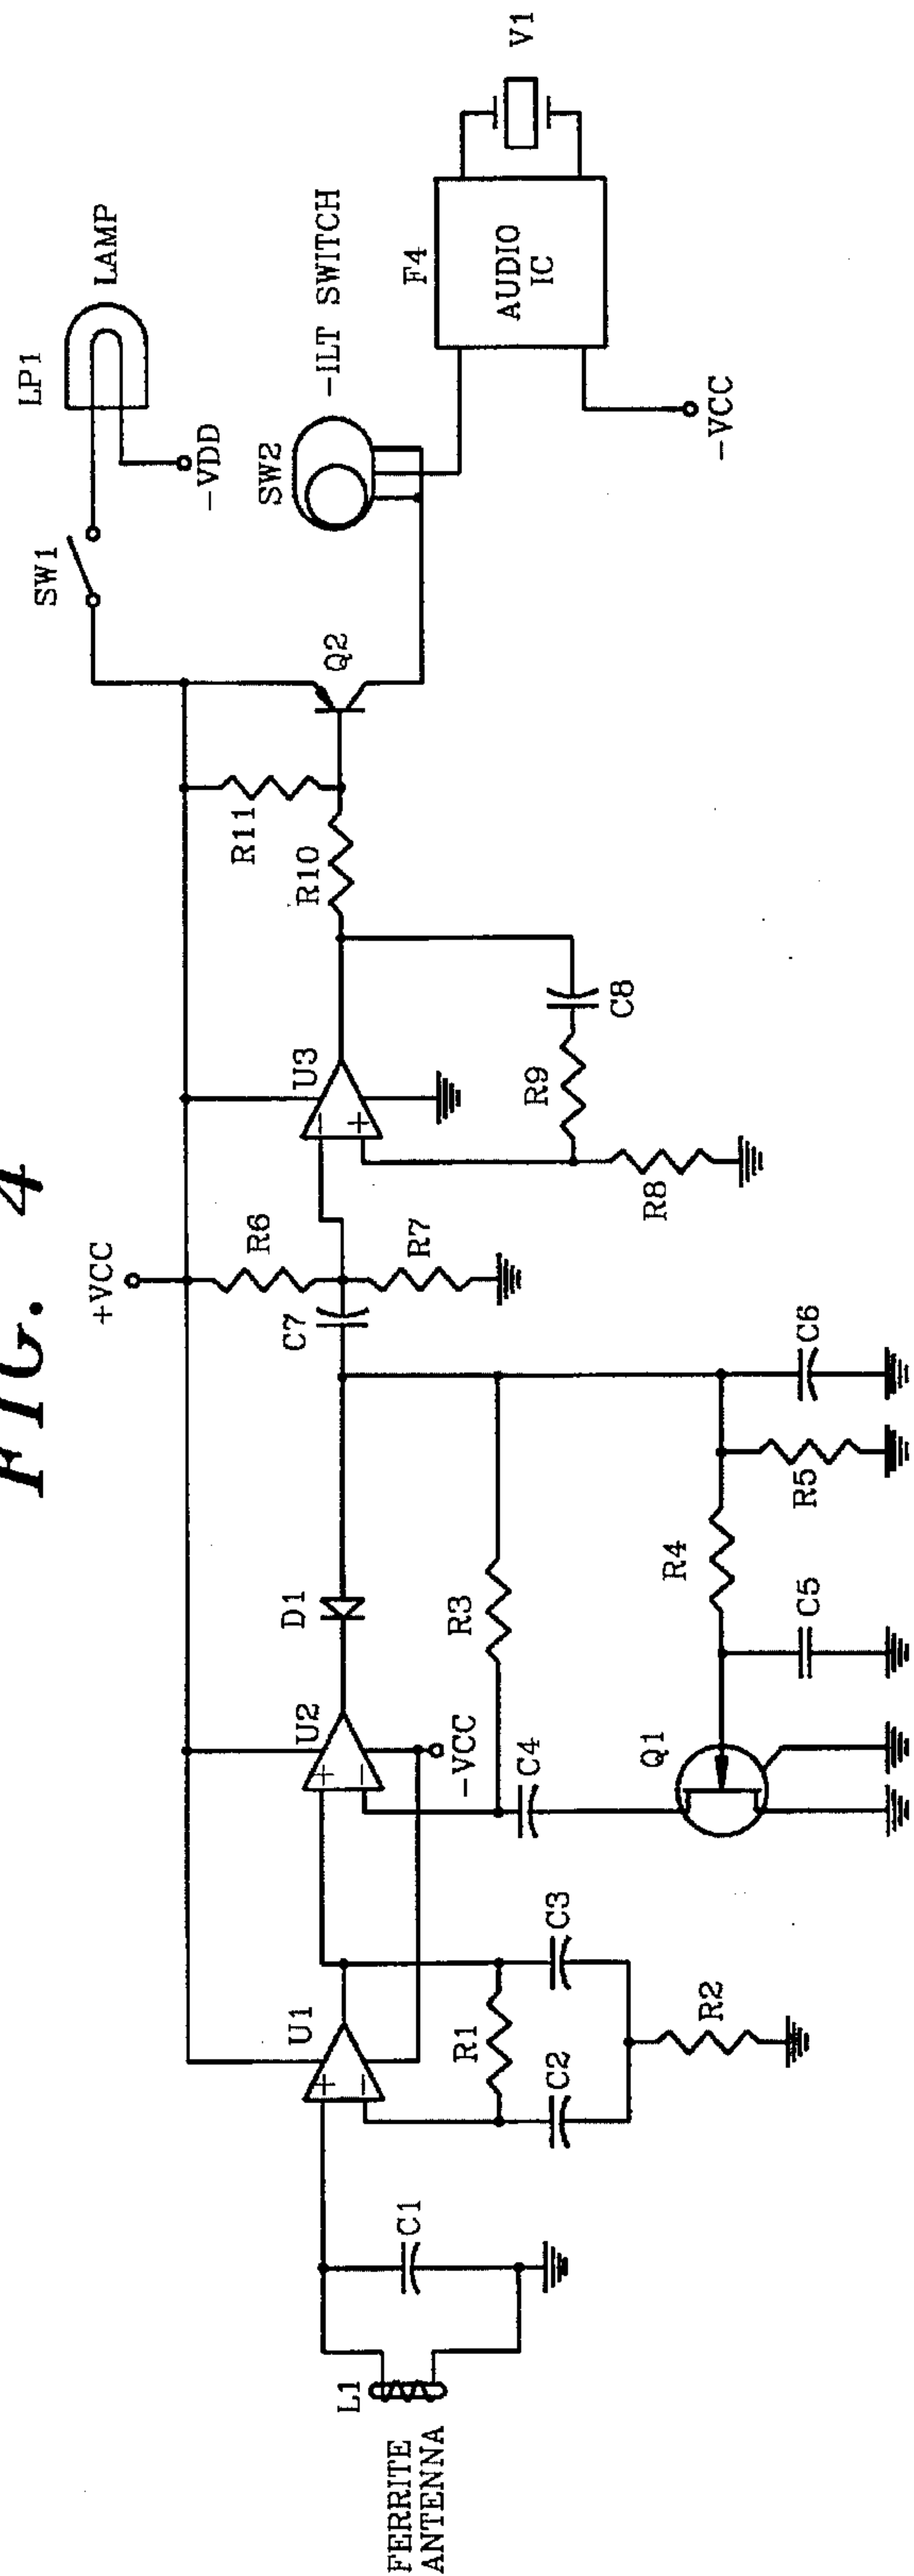 FIG. 4
+VCC
SW1
LP1
LAMP
-VDD
SW2
-ILT SWITCH
F4
AUDIO
IC
V1
-VCC
Q2
R11
R10
U3
R9
C8
R8
R6
R7
C7
D1
U2
-VCC
R3
C4
Q1
R4
C5
R5
C6
U1
R1
C2
C3
R2
C1
L1
FERRITE
ANTENNA
+
−
+
−
−
+